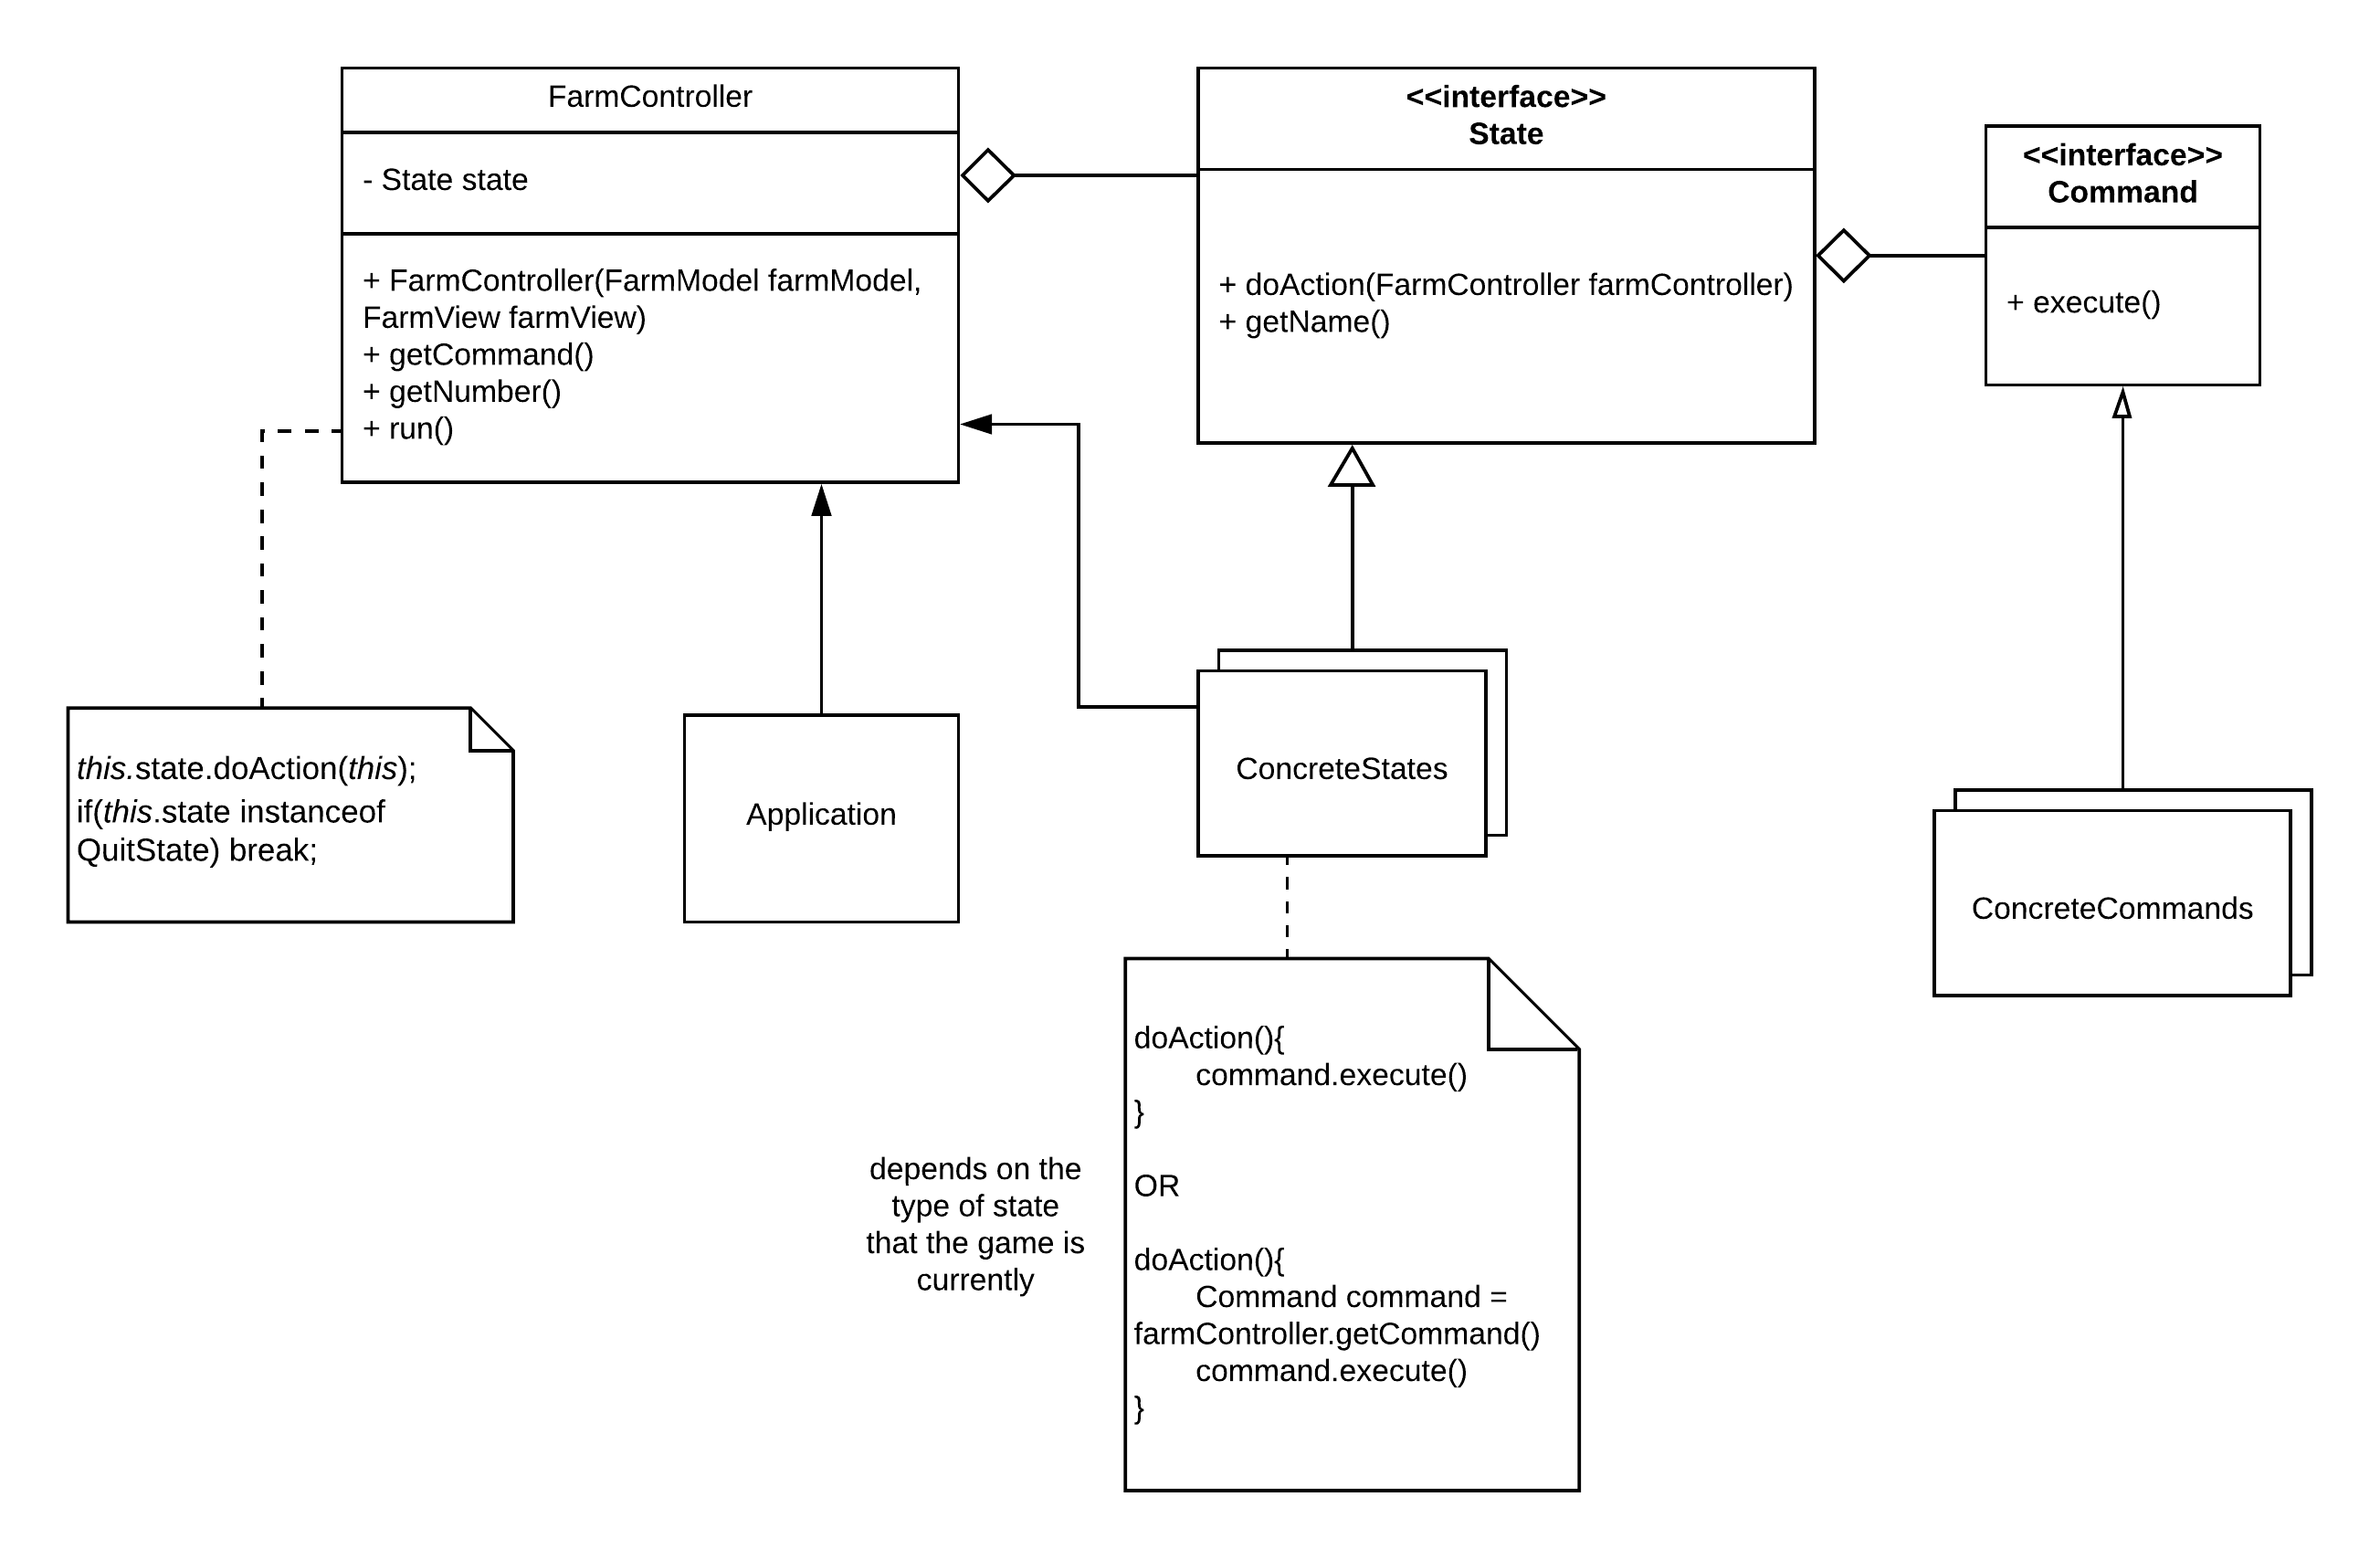 FarmController
- State state
+ FarmController(FarmModel farmModel,
FarmView farmView)
+ getCommand()
+ getNumber()
+ run()
<<interface>>
State
+ doAction(FarmController farmController)
+ getName()
<<interface>>
Command
+ execute()
this.state.doAction(this);
if(this.state instanceof
QuitState) break;
Application
ConcreteStates
ConcreteCommands
depends on the
type of state
that the game is
currently
doAction(){
command.execute()
}
OR
doAction(){
Command command =
farmController.getCommand()
command.execute()
}